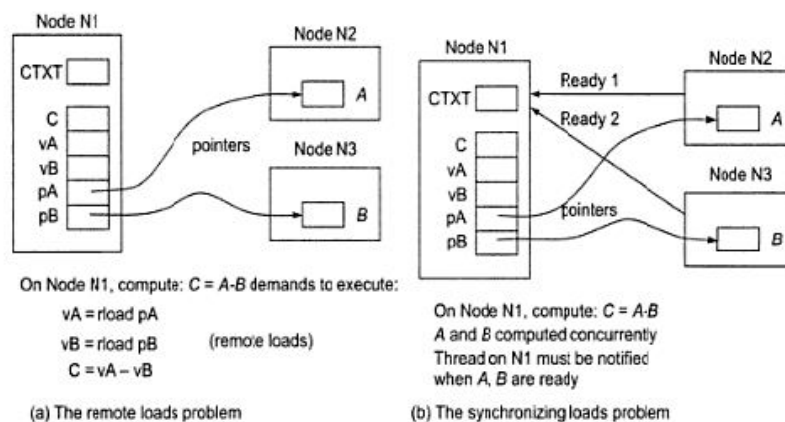 Node N1
Node N2
CTXT
A
C
vA
vB
pA
pB
pointers
Node N3
B
On Node N1, compute: C = A-B demands to execute:
vA = rload pA
vB = rload pB
(remote loads)
C = vA – vB
(a) The remote loads problem
Node N1
Node N2
Ready 1
CTXT
Ready 2
A
C
vA
vB
pA
pB
pointers
Node N3
B
On Node N1, compute: C = A-B
A and B computed concurrently
Thread on N1 must be notified
when A, B are ready
(b) The synchronizing loads problem